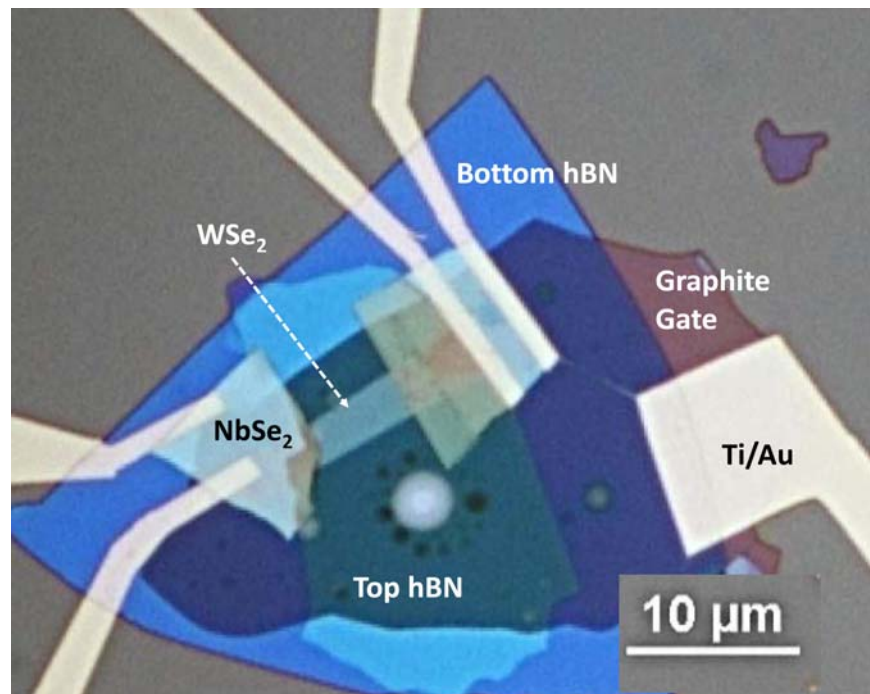 Bottom hBN
WSe₂
Graphite
Gate
NbSe₂
Ti/Au
Top hBN
10 μm